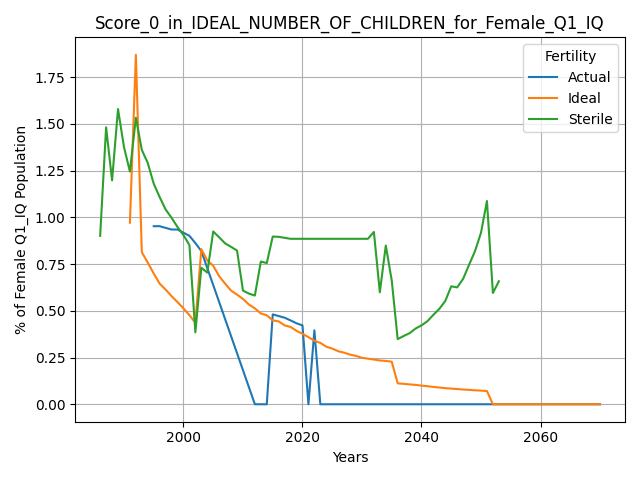 Score_0_in_IDEAL_NUMBER_OF_CHILDREN_for_Female_Q1_IQ
Fertility
Actual
Ideal
Sterile
% of Female Q1_IQ Population
1.75
1.50
1.25
1.00
0.75
0.50
0.25
0.00
2000 2020 2040 2060
Years